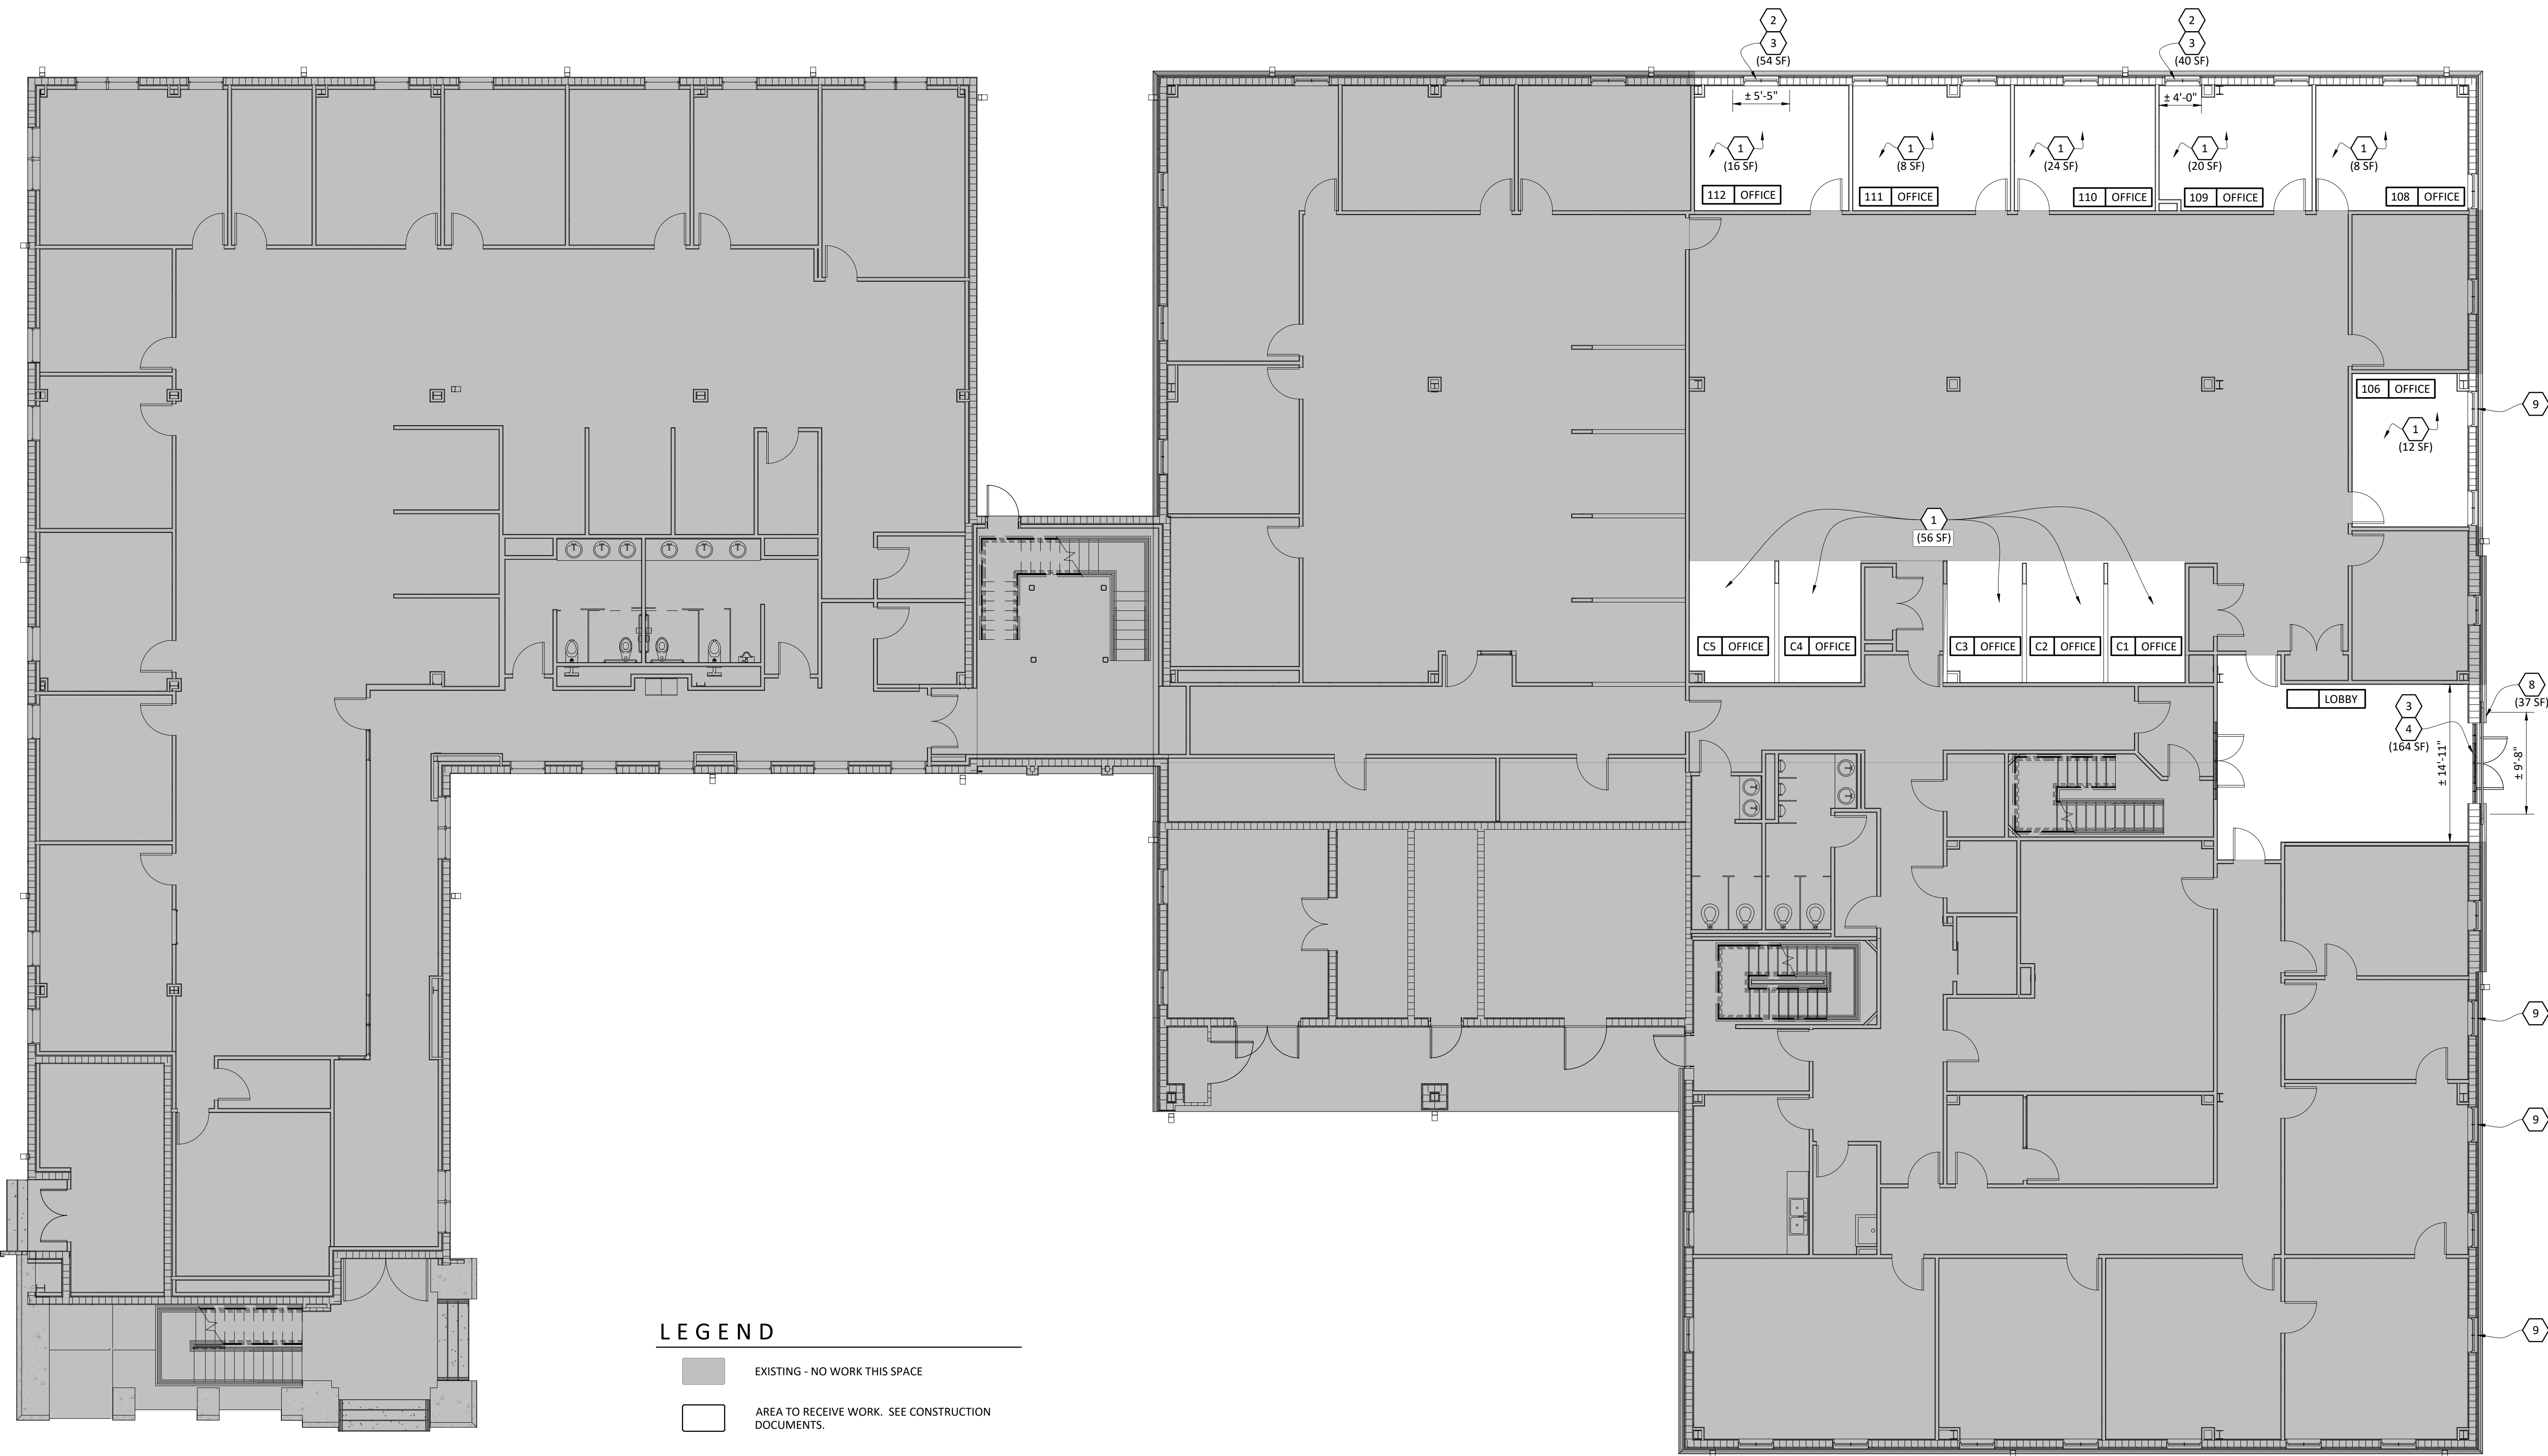 2
3
(54 SF)
2
3
(40 SF)
± 5'-5"
± 4'-0"
1
(16 SF)
1
(8 SF)
1
(24 SF)
1
(20 SF)
1
(8 SF)
112 OFFICE
111 OFFICE
110 OFFICE
109 OFFICE
108 OFFICE
106 OFFICE
9
1
(12 SF)
1
(56 SF)
C5 OFFICE
C4 OFFICE
C3 OFFICE
C2 OFFICE
C1 OFFICE
LOBBY
8
(37 SF)
3
4
(164 SF)
± 14'-11"
± 9'-8"
9
9
9
LEGEND
EXISTING - NO WORK THIS SPACE
AREA TO RECEIVE WORK. SEE CONSTRUCTION
DOCUMENTS.